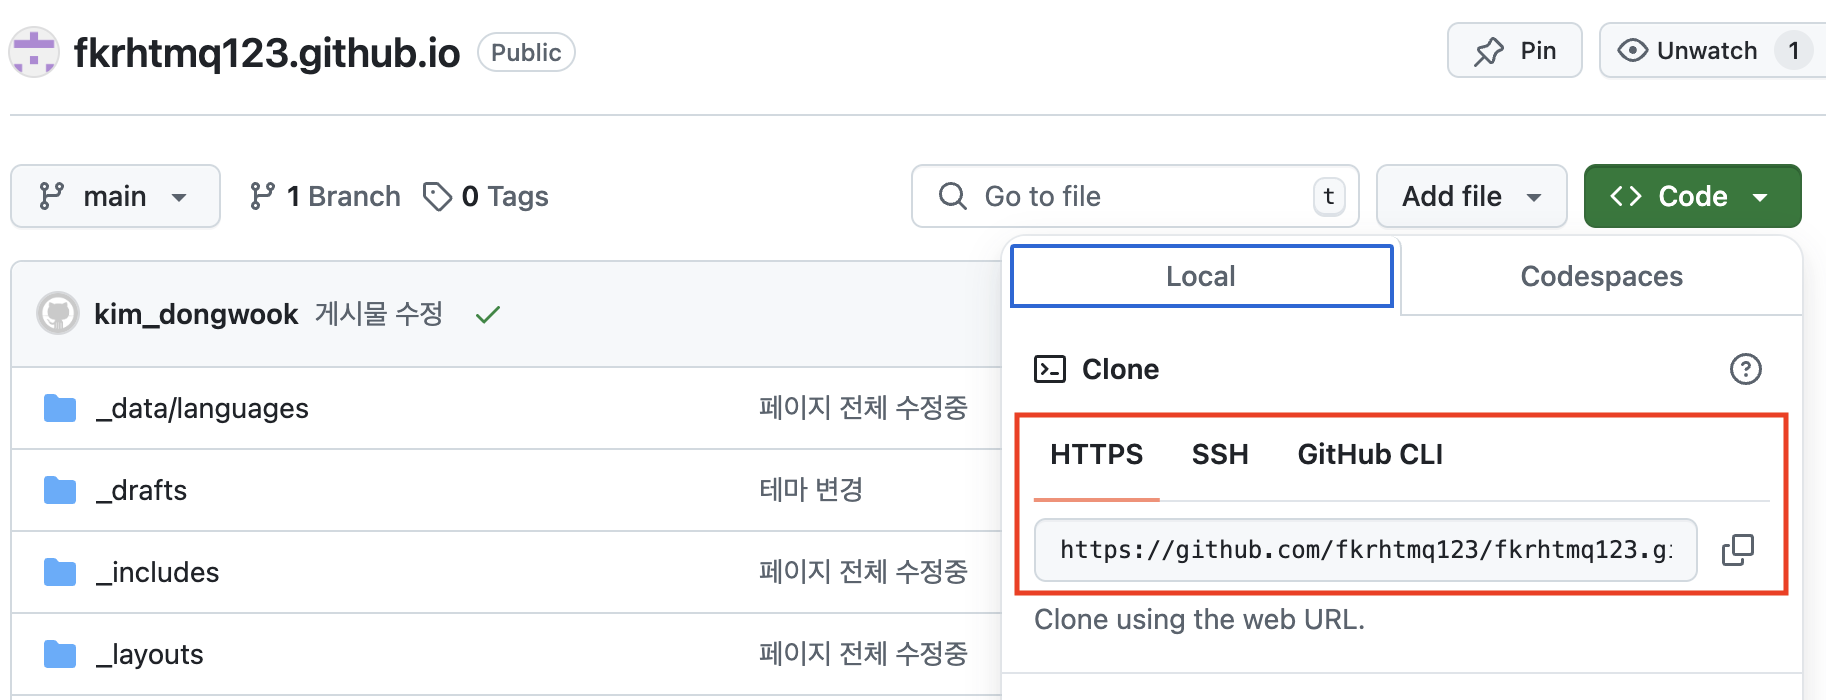 fkrhtmq123.github.io Public Pin Unwatch 1
main 1 Branch 0 Tags Go to file t Add file Code
Local Codespaces
kim_dongwook 게시물 수정
Clone
_data/languages 페이지 전체 수정중
HTTPS SSH GitHub CLI
_drafts 테마 변경
https://github.com/fkrhtmq123/fkrhtmq123.gi
_includes 페이지 전체 수정중
Clone using the web URL.
_layouts 페이지 전체 수정중